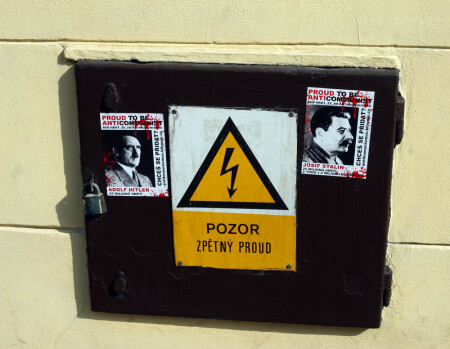 PROUD TO BE
ANTICOMMUNIST
CHCEŠ SE PŘIDAT?
ADOLF HITLER
POZOR
ZPĚTNÝ PROUD
PROUD TO BE
ANTICOMMUNIST
CHCEŠ SE PŘIDAT?
JOSIF STALIN